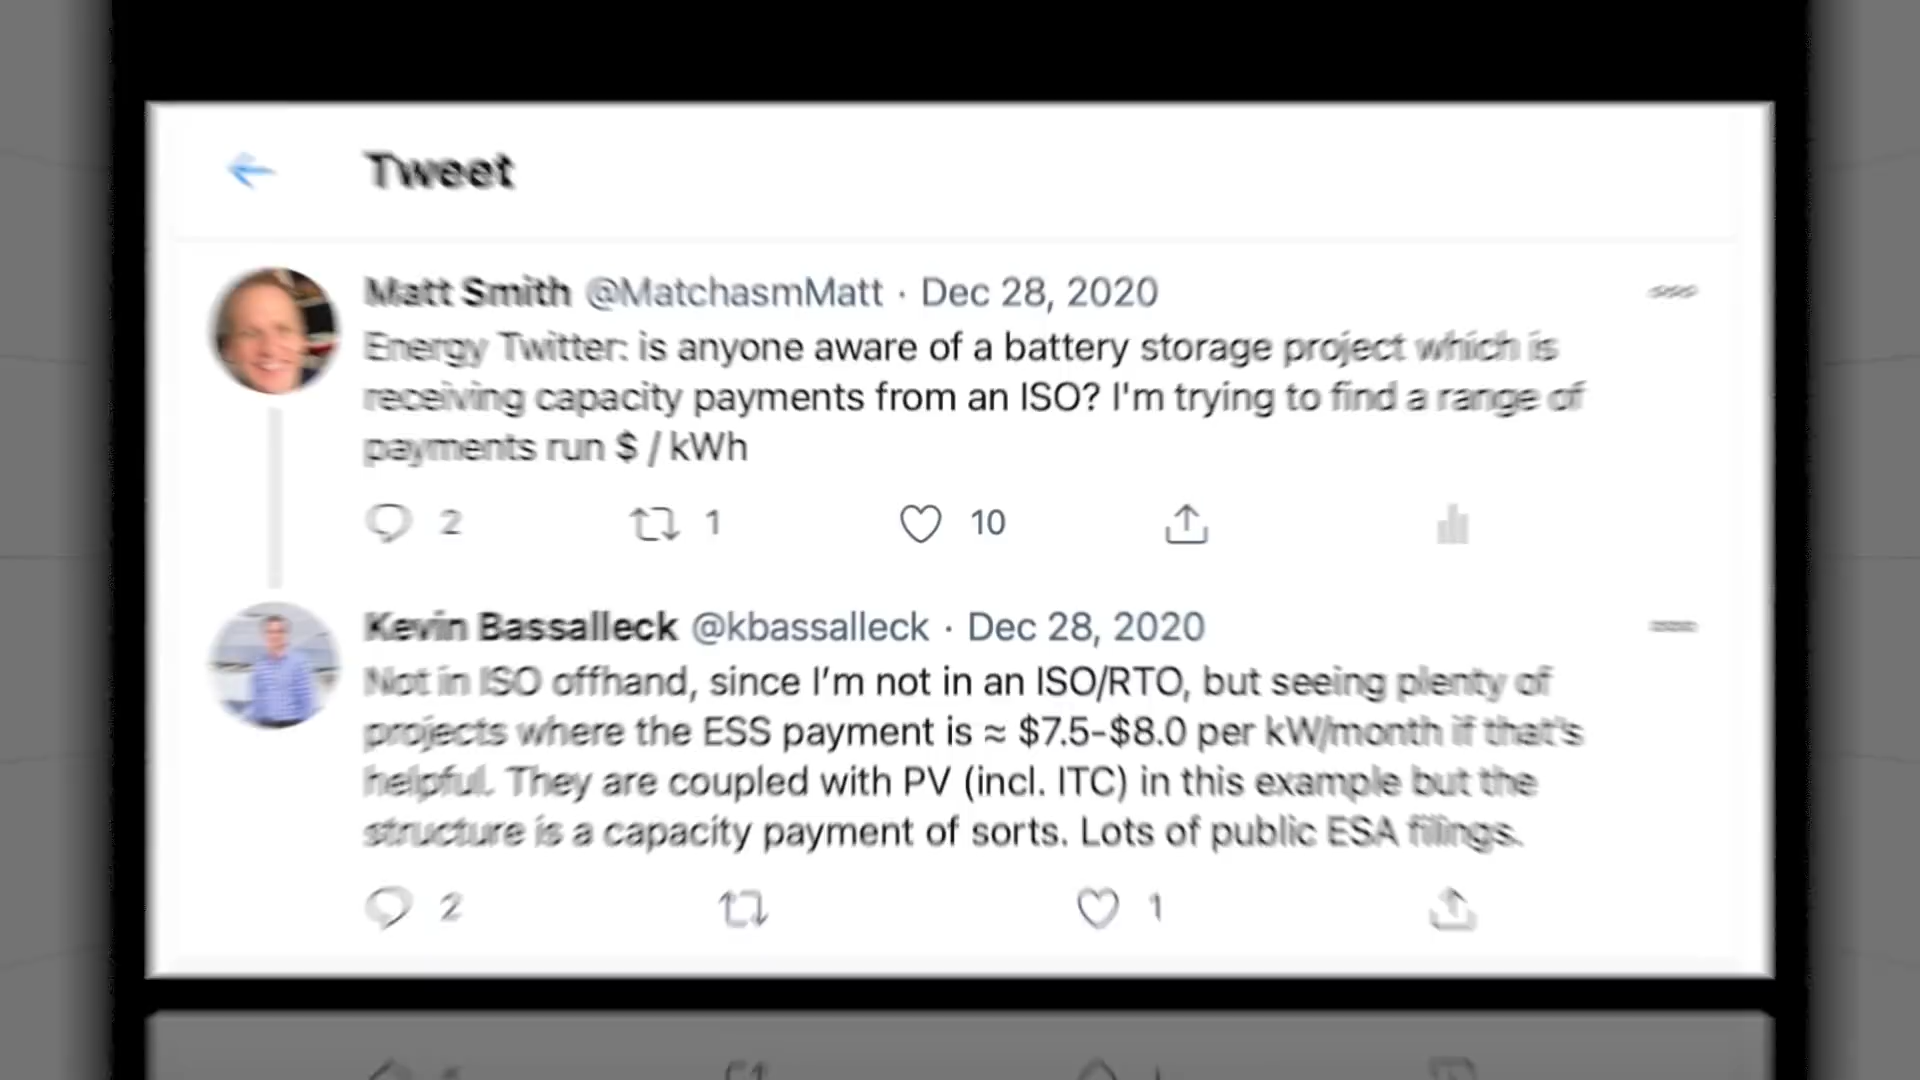 Tweet
Matt Smith @MatchasmMatt · Dec 28, 2020
Energy Twitter: is anyone aware of a battery storage project which is
receiving capacity payments from an ISO? I'm trying to find a range of
payments run $ / kWh
2 1 10
Kevin Bassalleck @kbassalleck · Dec 28, 2020
Not in ISO offhand, since I’m not in an ISO/RTO, but seeing plenty of
projects where the ESS payment is ≈ $7.5-$8.0 per kW/month if that's
helpful. They are coupled with PV (incl. ITC) in this example but the
structure is a capacity payment of sorts. Lots of public ESA filings.
2 1